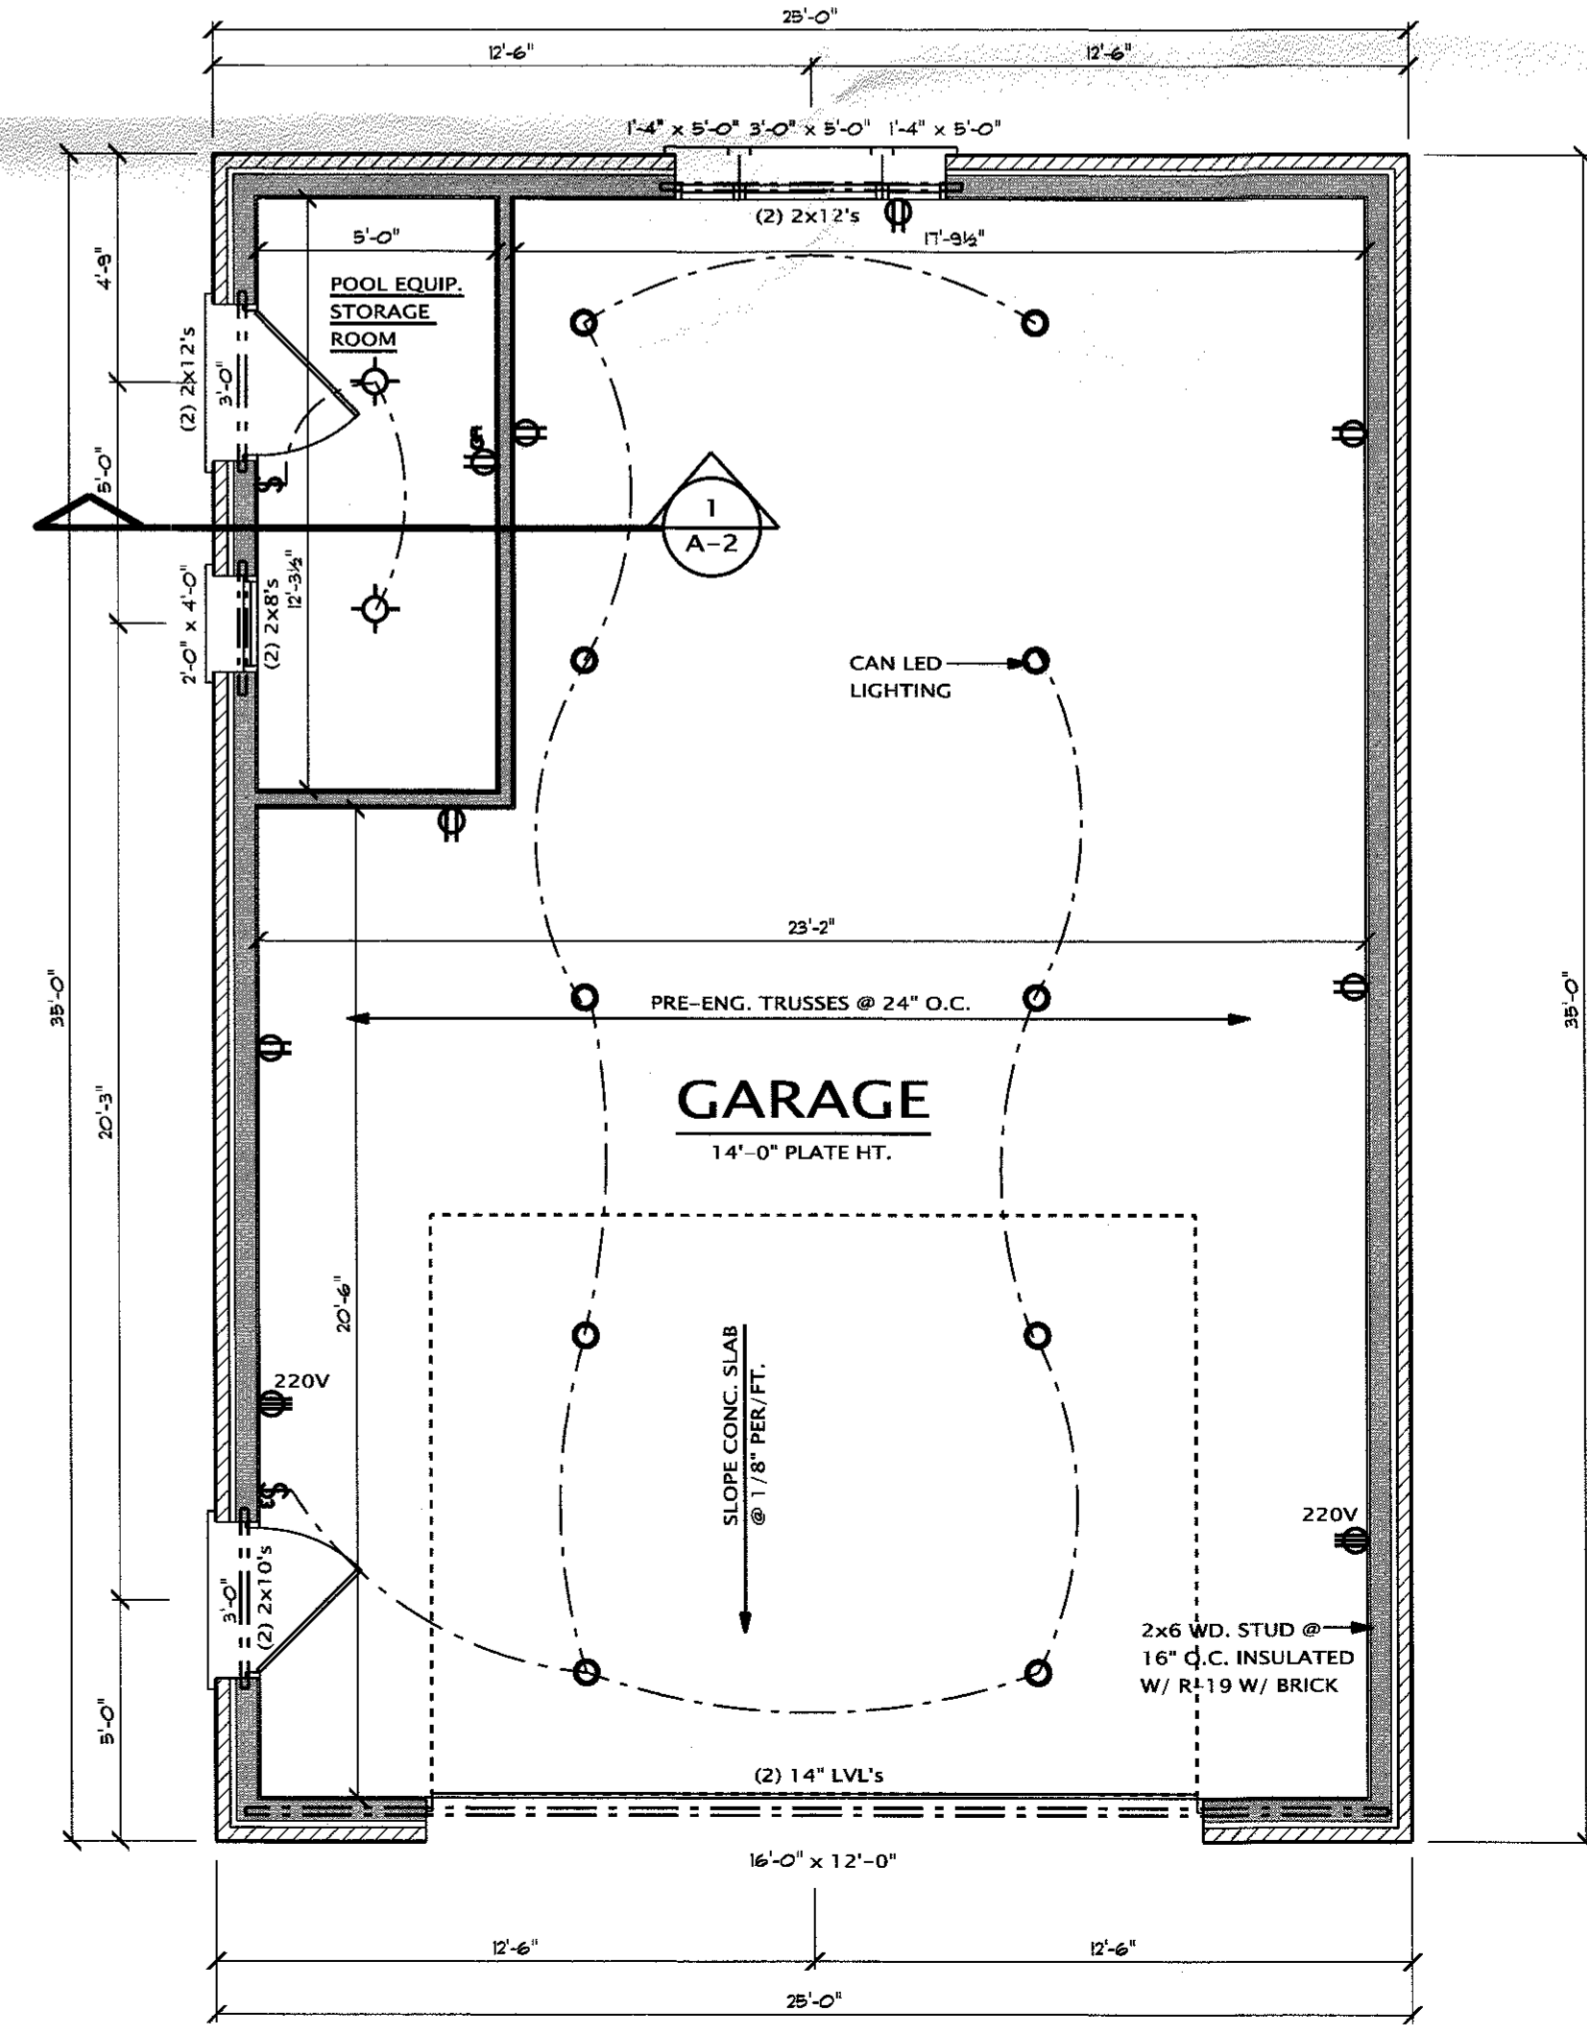 25'-0"
12'-6"
12'-6"
1'-4" x 5'-0" 3'-0" x 5'-0" 1'-4" x 5'-0"
(2) 2x12's
5'-0"
17'-9½"
4'-9"
POOL EQUIP.
STORAGE
ROOM
(2) 2x12's
3'-0"
GFI
$
5'-0"
1
A-2
12'-3½"
2'-0" x 4'-0"
(2) 2x8's
CAN LED
LIGHTING
23'-2"
35'-0"
35'-0"
PRE-ENG. TRUSSES @ 24" O.C.
GARAGE
14'-0" PLATE HT.
20'-3"
20'-6"
SLOPE CONC. SLAB
@ 1/8" PER/FT.
220V
$D3
220V
3'-0"
(2) 2x10's
2x6 WD. STUD @
16" O.C. INSULATED
W/ R-19 W/ BRICK
5'-0"
(2) 14" LVL's
16'-0" x 12'-0"
12'-6"
12'-6"
25'-0"